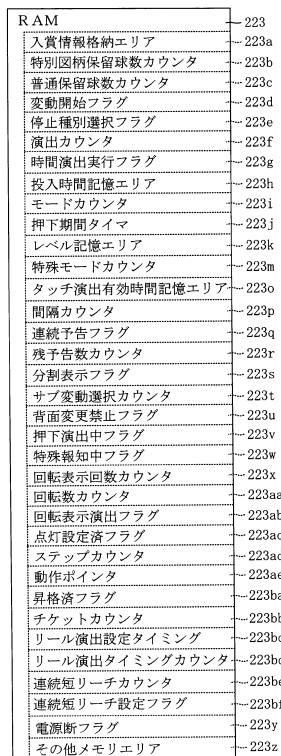 RAM 223
入賞情報格納エリア 223a
特別図柄保留球数カウンタ 223b
普通保留球数カウンタ 223c
変動開始フラグ 223d
停止種別選択フラグ 223e
演出カウンタ 223f
時間演出実行フラグ 223g
投入時間記憶エリア 223h
モードカウンタ 223i
押下期間タイマ 223j
レベル記憶エリア 223k
特殊モードカウンタ 223m
タッチ演出有効時間記憶エリア 223o
間隔カウンタ 223p
連続予告フラグ 223q
残予告数カウンタ 223r
分割表示フラグ 223s
サブ変動選択カウンタ 223t
背面変更禁止フラグ 223u
押下演出中フラグ 223v
特殊報知中フラグ 223w
回転表示回数カウンタ 223x
回転数カウンタ 223aa
回転表示演出フラグ 223ab
点灯設定済フラグ 223ac
ステップカウンタ
動作ポインタ 223ae
昇格済フラグ 223ba
チケットカウンタ 223bb
リール演出設定タイミング 223bc
リール演出タイミングカウンタ
連続短リーチカウンタ 223be
連続短リーチ設定フラグ 223bf
電源断フラグ 223y
その他メモリエリア 223z